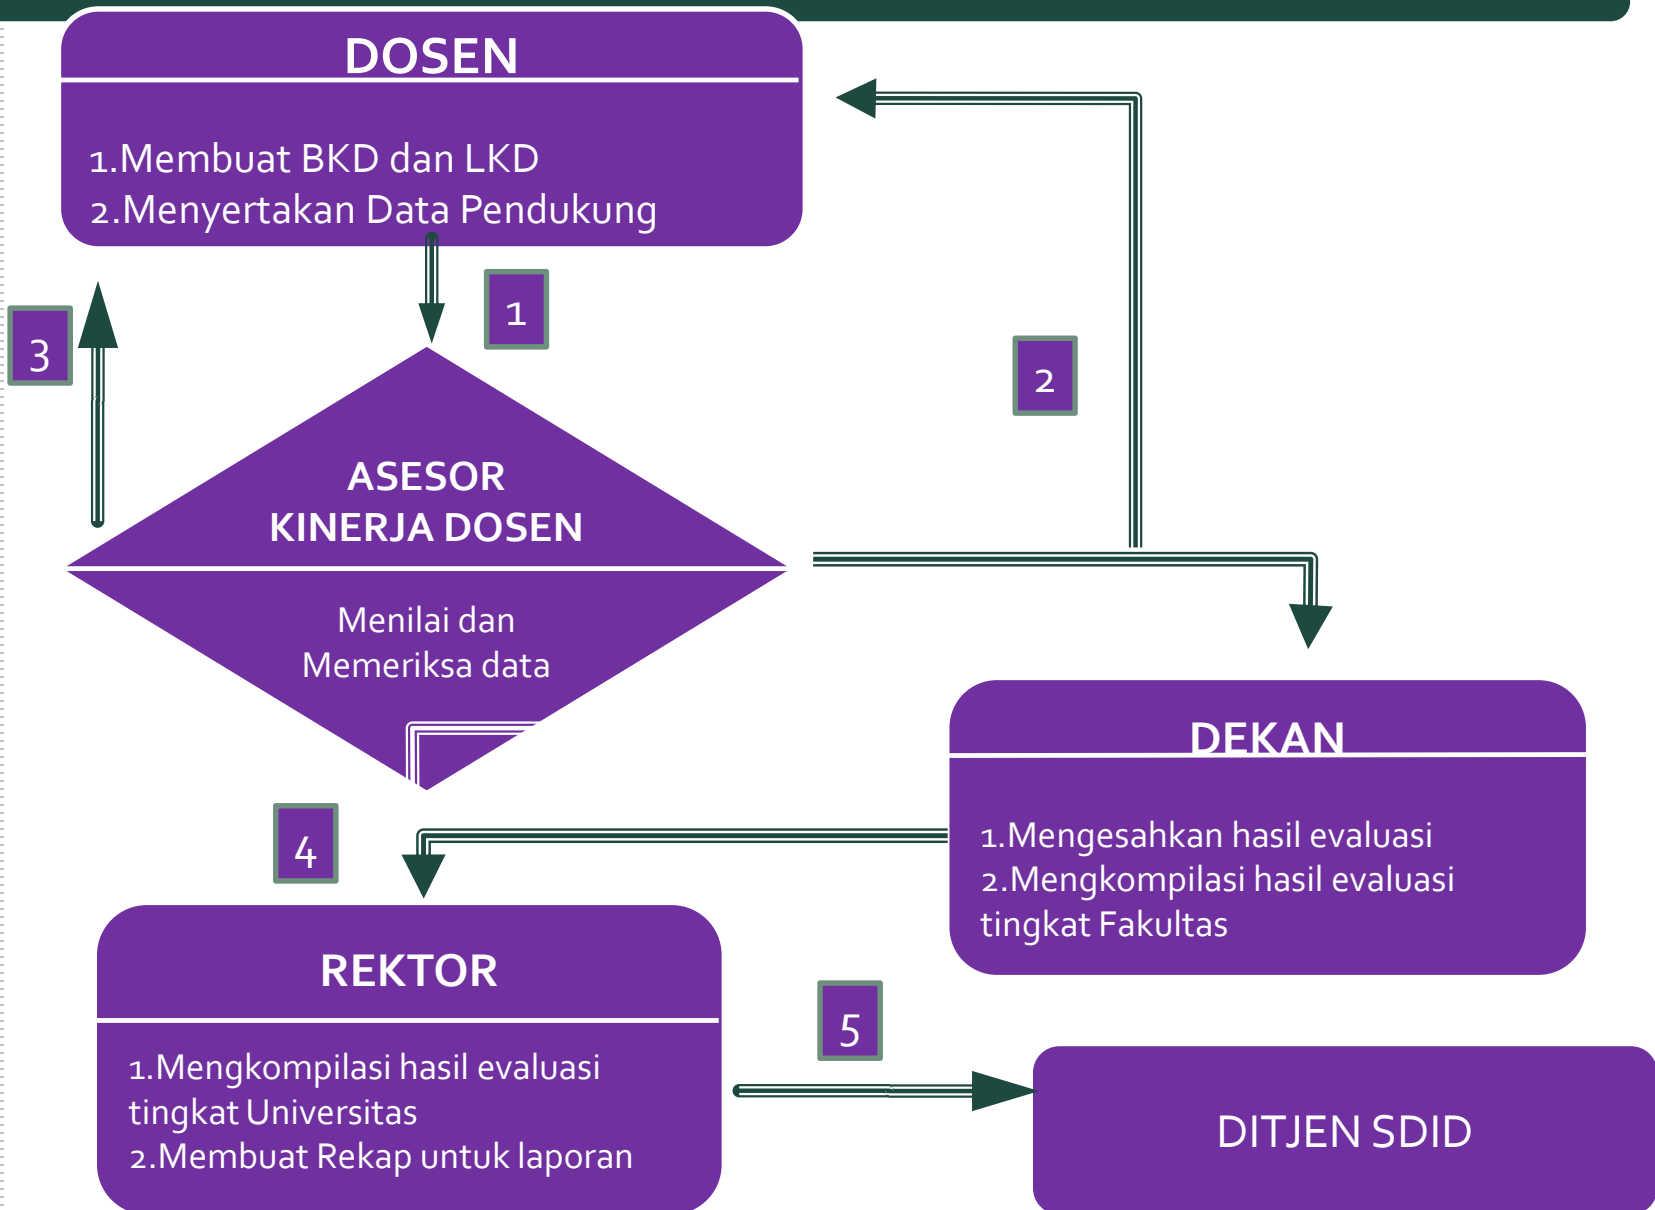 DOSEN
1.Membuat BKD dan LKD
2.Menyertakan Data Pendukung
1
3
2
ASESOR
KINERJA DOSEN
Menilai dan
Memeriksa data
DEKAN
1.Mengesahkan hasil evaluasi
2.Mengkompilasi hasil evaluasi
tingkat Fakultas
4
REKTOR
1.Mengkompilasi hasil evaluasi
tingkat Universitas
2.Membuat Rekap untuk laporan
5
DITJEN SDID